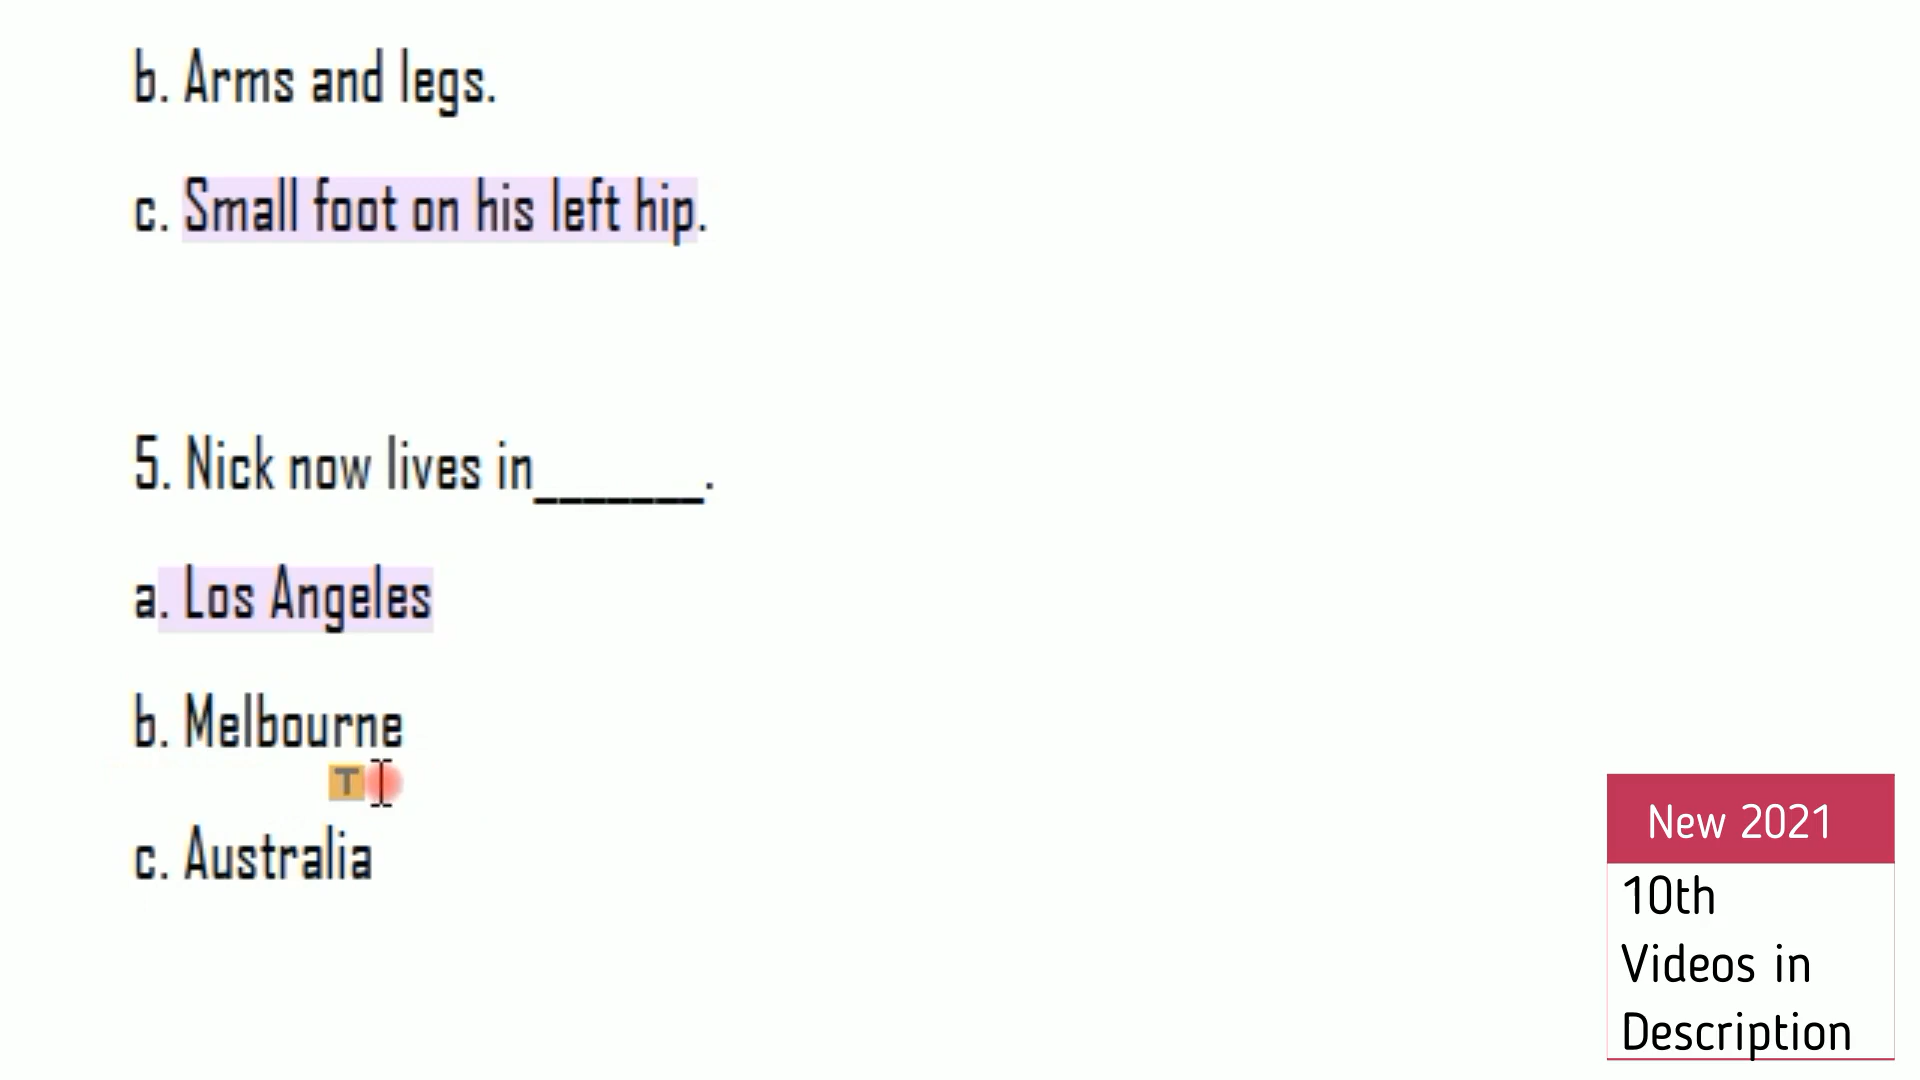 b. Arms and legs.
c. Small foot on his left hip.
5. Nick now lives in_______.
a. Los Angeles
b. Melbourne
T
c. Australia
New 2021
10th
Videos in
Description